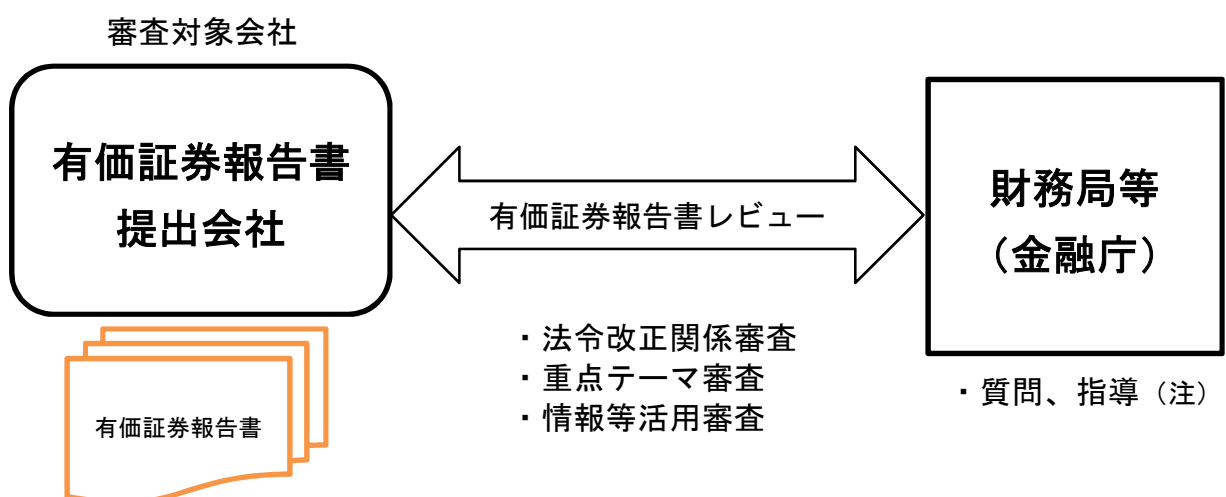 審査対象会社
有価証券報告書
提出会社
有価証券報告書レビュー
財務局等
（金融庁）
・法令改正関係審査
・重点テーマ審査
・情報等活用審査
・質問、指導（注）
有価証券報告書